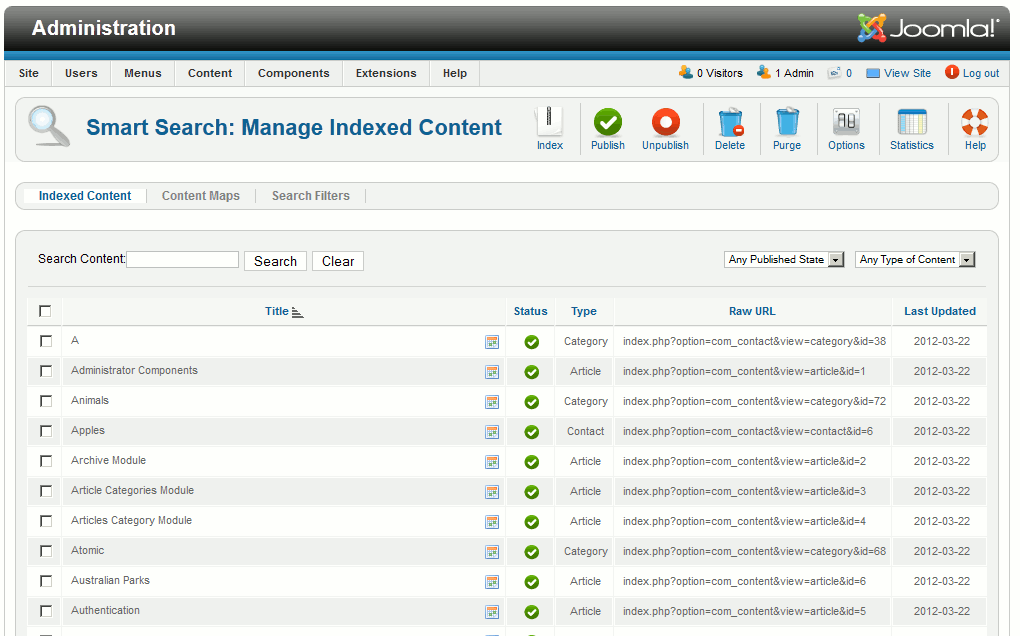 Administration
Joomla!
Site Users Menus Content Components Extensions Help 0 Visitors 1 Admin 0 View Site Log out
Smart Search: Manage Indexed Content
Index Publish Unpublish Delete Purge Options Statistics Help
Indexed Content Content Maps Search Filters
Search Content: Search Clear Any Published State Any Type of Content
Title Status Type Raw URL Last Updated
A Category index.php?option=com_contact&view=category&id=38 2012-03-22
Administrator Components Article index.php?option=com_content&view=article&id=1 2012-03-22
Animals Category index.php?option=com_content&view=category&id=72 2012-03-22
Apples Contact index.php?option=com_contact&view=contact&id=6 2012-03-22
Archive Module Article index.php?option=com_content&view=article&id=2 2012-03-22
Article Categories Module Article index.php?option=com_content&view=article&id=3 2012-03-22
Articles Category Module Article index.php?option=com_content&view=article&id=4 2012-03-22
Atomic Category index.php?option=com_content&view=category&id=68 2012-03-22
Australian Parks Article index.php?option=com_content&view=article&id=6 2012-03-22
Authentication Article index.php?option=com_content&view=article&id=5 2012-03-22